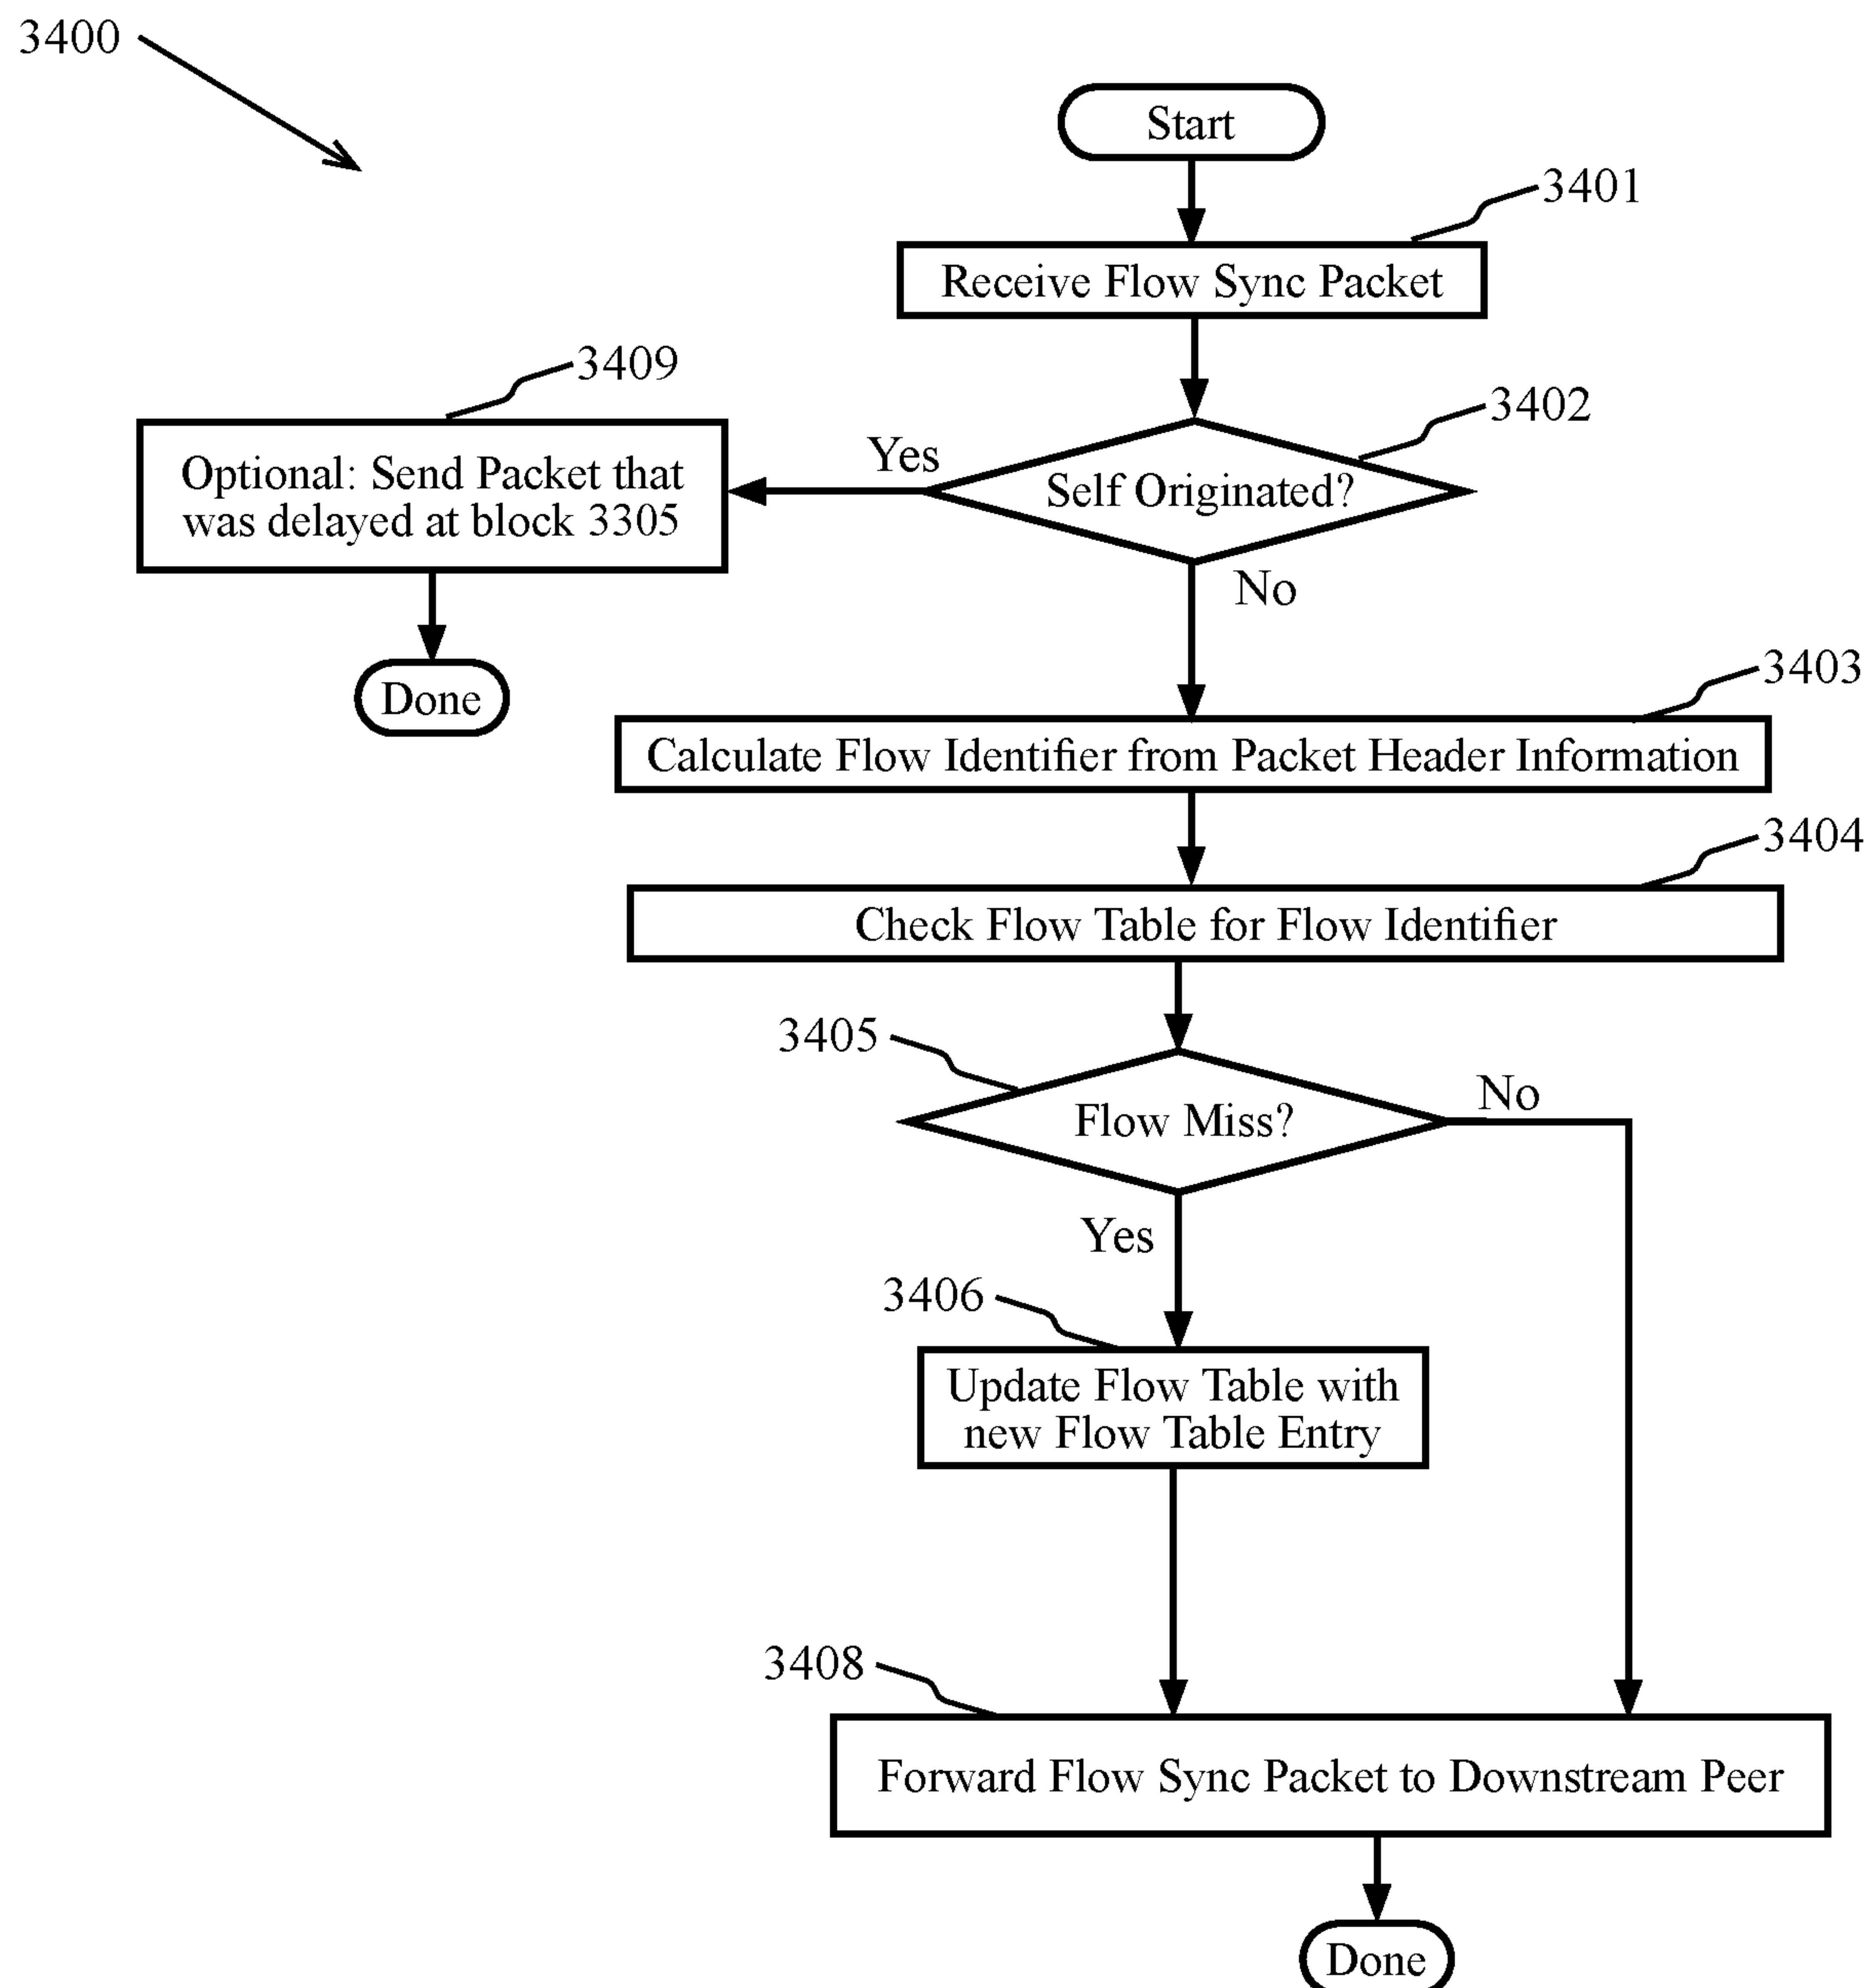 3400
Start
3401
Receive Flow Sync Packet
3409
3402
Optional: Send Packet that
was delayed at block 3305
Yes
Self Originated?
No
Done
3403
Calculate Flow Identifier from Packet Header Information
3404
Check Flow Table for Flow Identifier
3405
Flow Miss?
No
Yes
3406
Update Flow Table with
new Flow Table Entry
3408
Forward Flow Sync Packet to Downstream Peer
Done